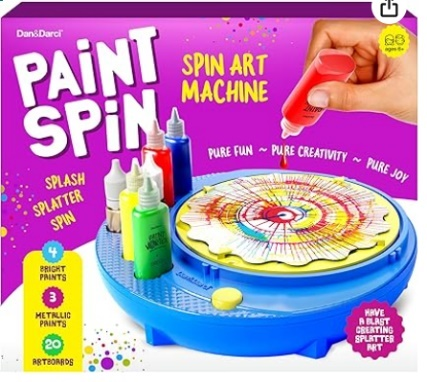 Dan&Darci
PAINT
SPIN
SPIN ART
MACHINE
PURE FUN ~ PURE CREATIVITY ~ PURE JOY
SPLASH
SPLATTER
SPIN
4
BRIGHT
PAINTS
3
METALLIC
PAINTS
20
ARTBOARDS
HAVE
A BLAST
CREATING
SPLATTER
ART